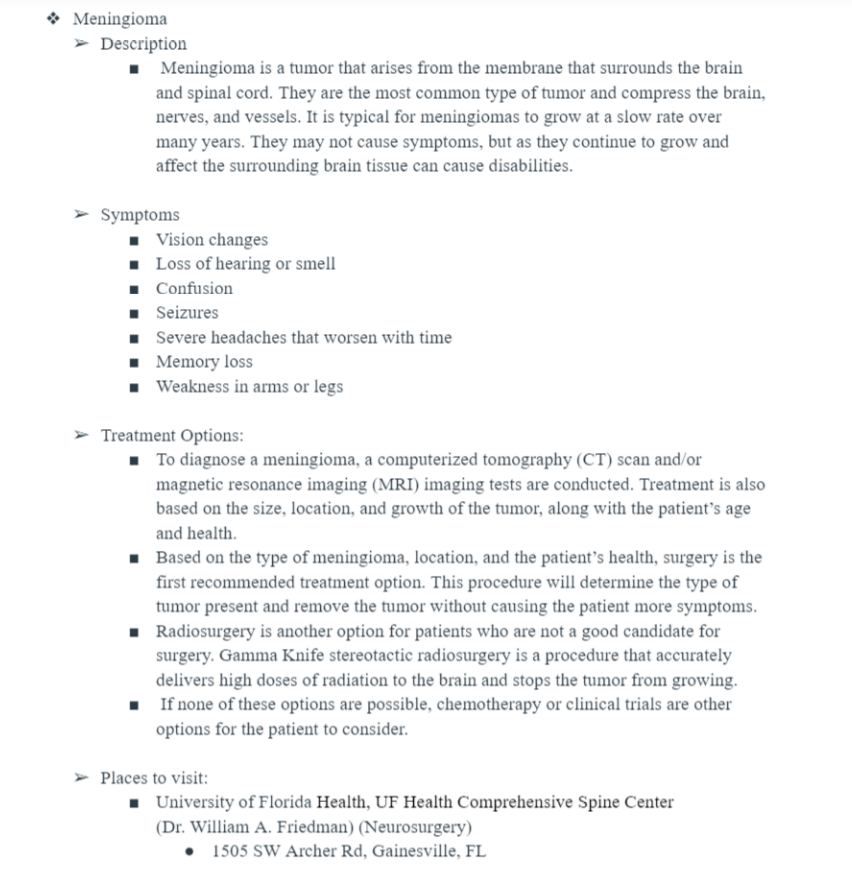 ❖ Meningioma
➢ Description
■ Meningioma is a tumor that arises from the membrane that surrounds the brain
and spinal cord. They are the most common type of tumor and compress the brain,
nerves, and vessels. It is typical for meningiomas to grow at a slow rate over
many years. They may not cause symptoms, but as they continue to grow and
affect the surrounding brain tissue can cause disabilities.
➢ Symptoms
■ Vision changes
■ Loss of hearing or smell
■ Confusion
■ Seizures
■ Severe headaches that worsen with time
■ Memory loss
■ Weakness in arms or legs
➢ Treatment Options:
■ To diagnose a meningioma, a computerized tomography (CT) scan and/or
magnetic resonance imaging (MRI) imaging tests are conducted. Treatment is also
based on the size, location, and growth of the tumor, along with the patient's age
and health.
■ Based on the type of meningioma, location, and the patient's health, surgery is the
first recommended treatment option. This procedure will determine the type of
tumor present and remove the tumor without causing the patient more symptoms.
■ Radiosurgery is another option for patients who are not a good candidate for
surgery. Gamma Knife stereotactic radiosurgery is a procedure that accurately
delivers high doses of radiation to the brain and stops the tumor from growing.
■ If none of these options are possible, chemotherapy or clinical trials are other
options for the patient to consider.
➢ Places to visit:
■ University of Florida Health, UF Health Comprehensive Spine Center
(Dr. William A. Friedman) (Neurosurgery)
● 1505 SW Archer Rd, Gainesville, FL